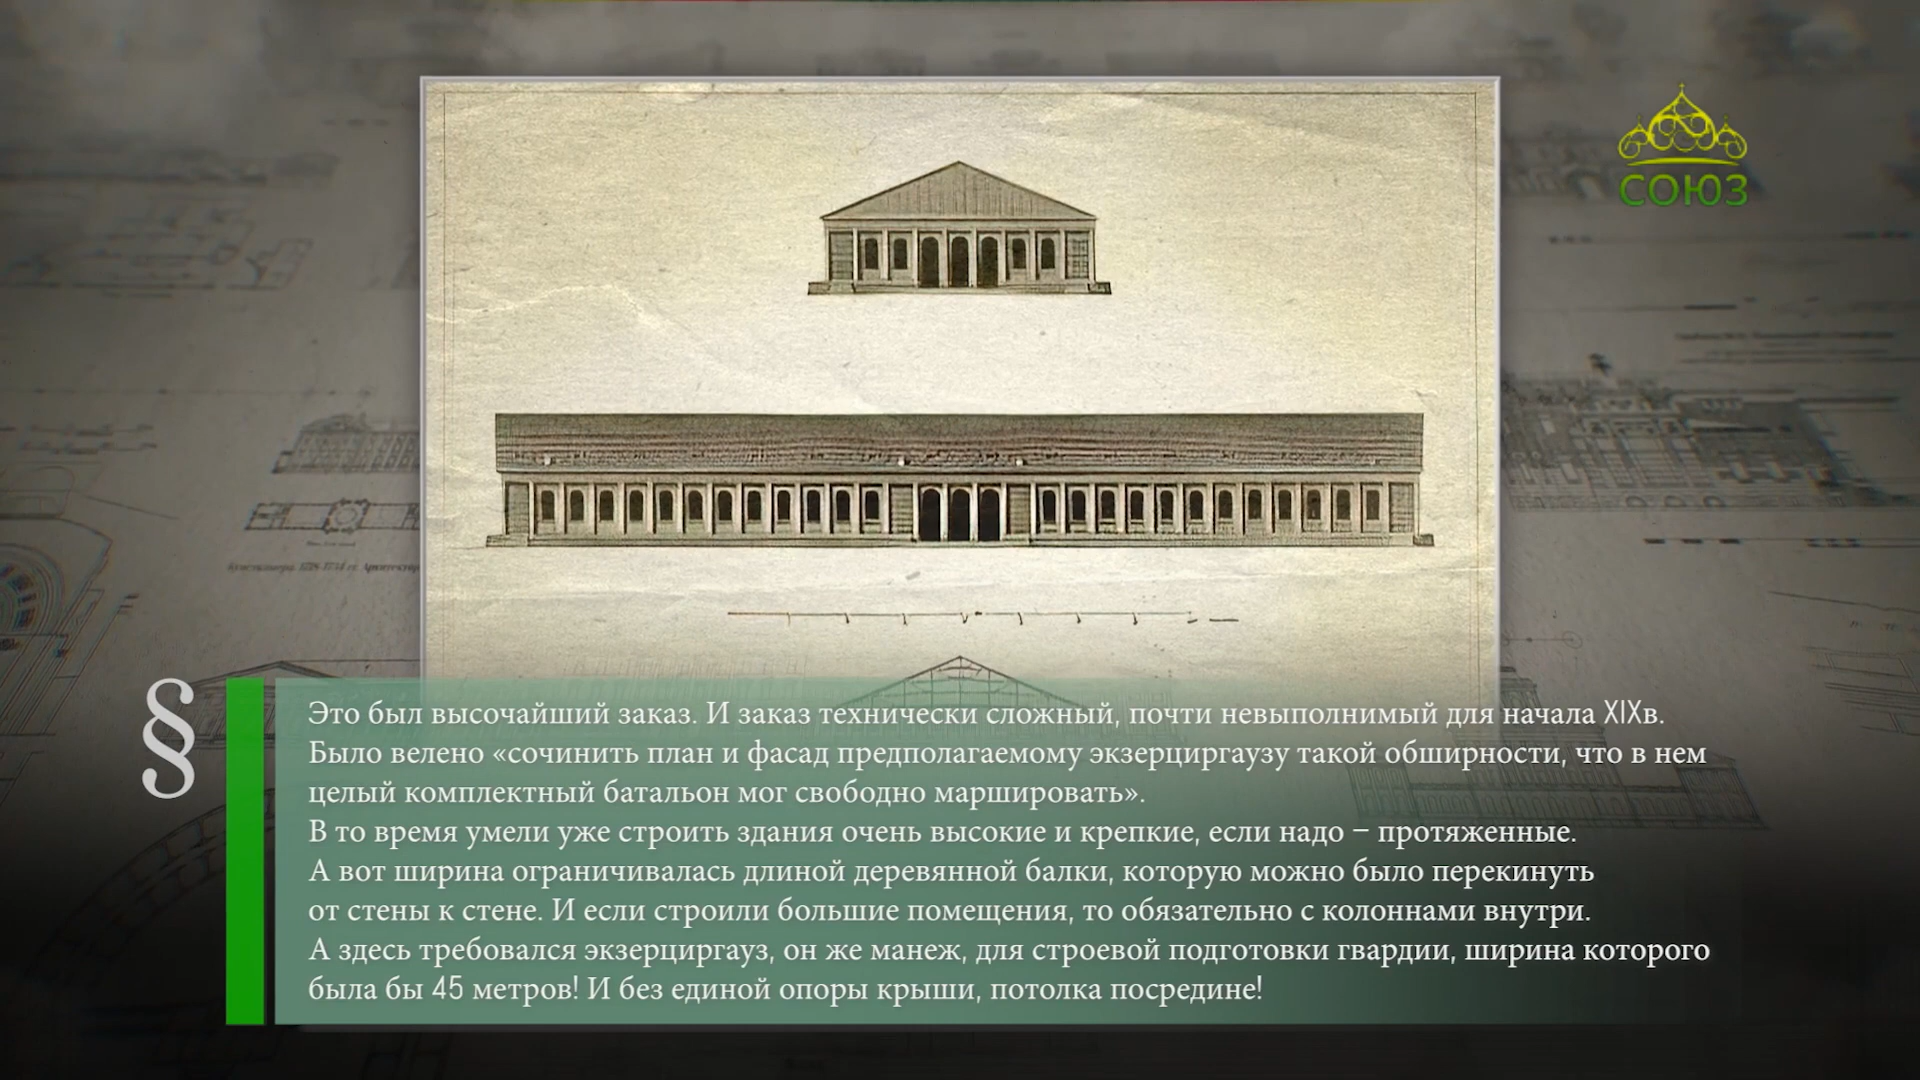 СОЮЗ
§
Это был высочайший заказ. И заказ технически сложный, почти невыполнимый для начала XIXв.
Было велено «сочинить план и фасад предполагаемому экзерциргаузу такой обширности, что в нем
целый комплектный батальон мог свободно маршировать».
В то время умели уже строить здания очень высокие и крепкие, если надо – протяженные.
А вот ширина ограничивалась длиной деревянной балки, которую можно было перекинуть
от стены к стене. И если строили большие помещения, то обязательно с колоннами внутри.
А здесь требовался экзерциргауз, он же манеж, для строевой подготовки гвардии, ширина которого
была бы 45 метров! И без единой опоры крыши, потолка посредине!